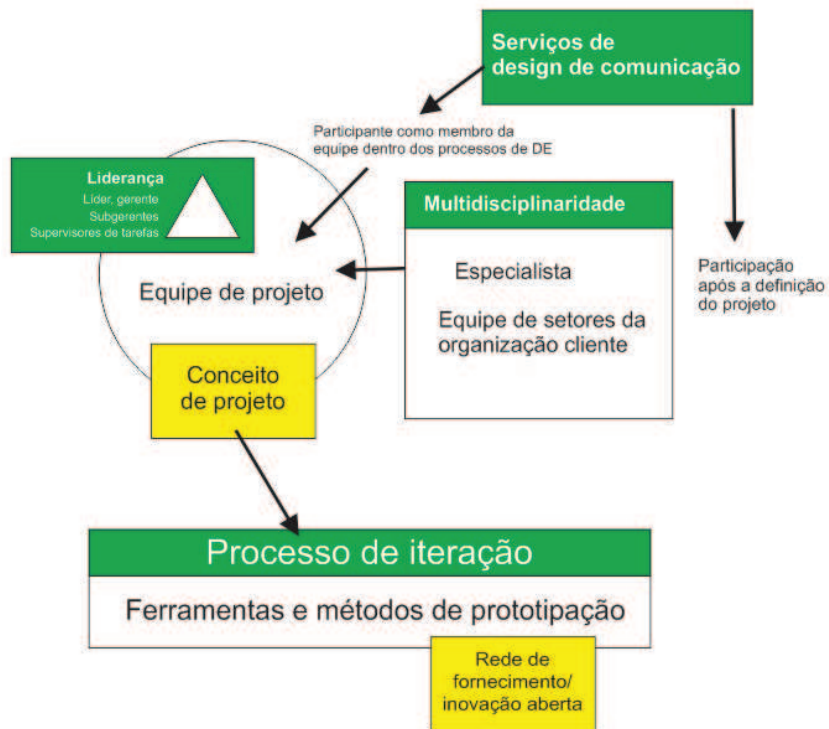 Serviços de
design de comunicação
Participante como membro da
equipe dentro dos processos de DE
Liderança
Líder, gerente
Subgerentes
Supervisores de tarefas
Multidisciplinaridade
Especialista
Equipe de setores da
organização cliente
Participação
após a definição
do projeto
Equipe de projeto
Conceito
de projeto
Processo de iteração
Ferramentas e métodos de prototipação
Rede de
fornecimento/
inovação aberta